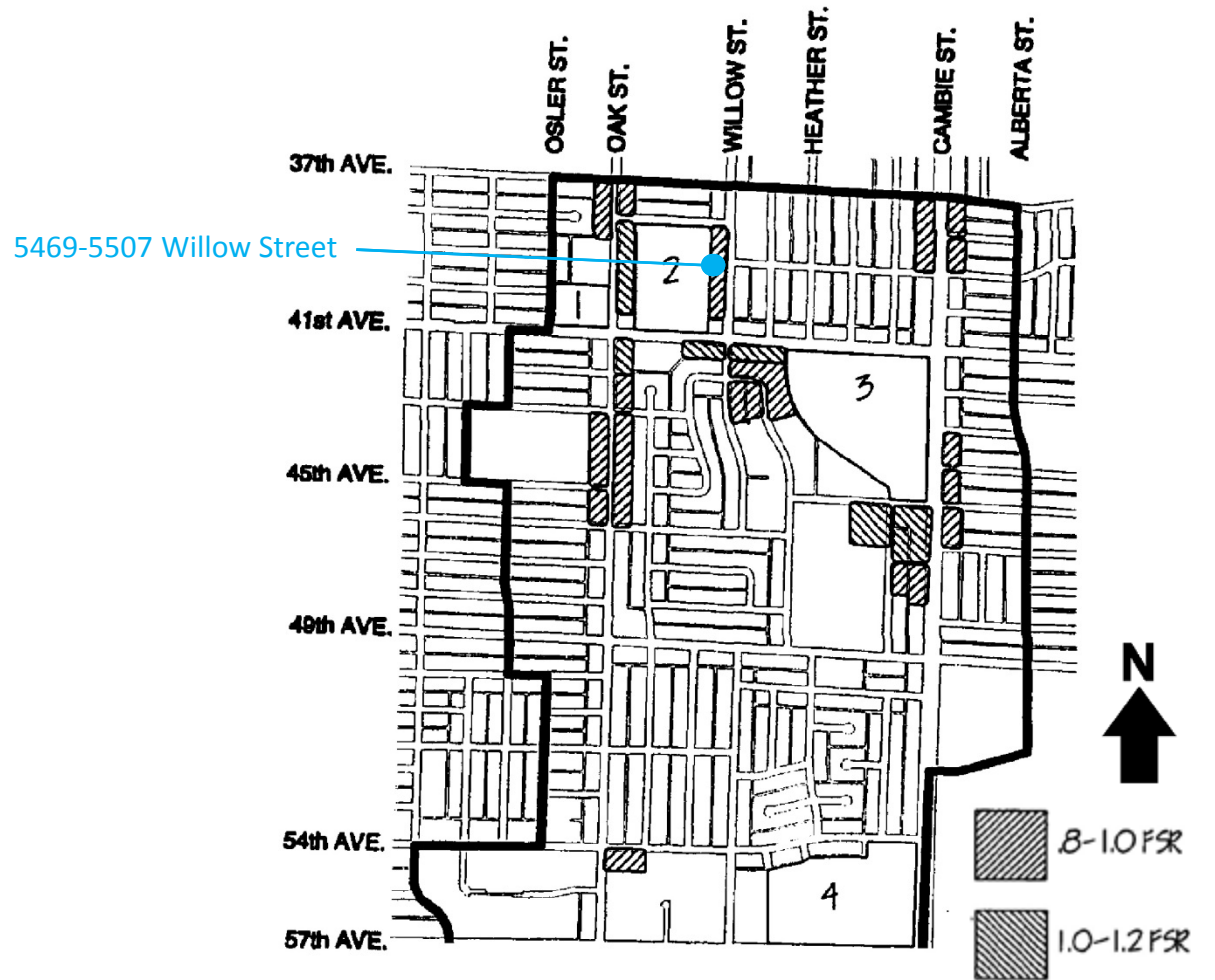 OSLER ST.
OAK ST.
WILLOW ST.
HEATHER ST.
CAMBIE ST.
ALBERTA ST.
37th AVE.
5469-5507 Willow Street
2
41st AVE.
3
45th AVE.
49th AVE.
N
.8-1.0 FSR
54th AVE.
4
1.0-1.2 FSR
57th AVE.